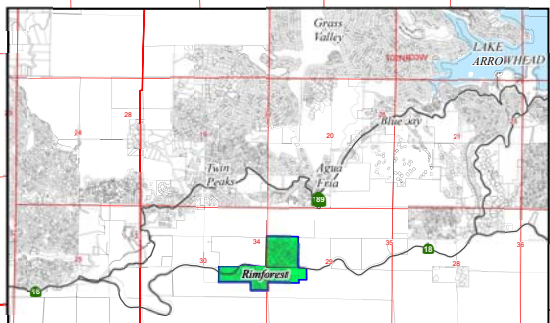 Grass
Valley
LAKE
ARROWHEAD
28
Blue Jay
20
Twin
Peaks
Agua
Fria
189
34
35
36
30
29
28
Rimforest
18
18